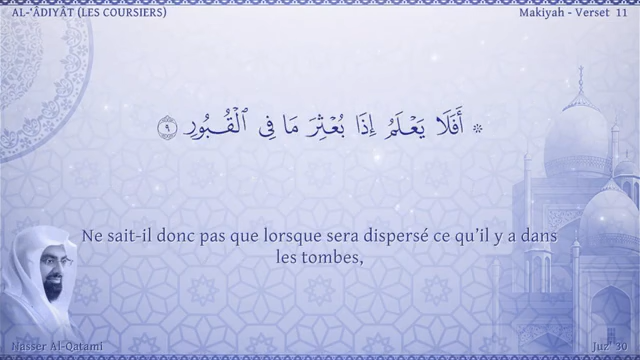 AL-'ÂDIYÂT (LES COURSIERS)
Makiyah - Verset 11
۞ أَفَلَا يَعْلَمُ إِذَا بُعْثِرَ مَا فِى ٱلْقُبُورِ ٩
Ne sait-il donc pas que lorsque sera dispersé ce qu'il y a dans
les tombes,
Nasser Al-Qatami
Juz' 30